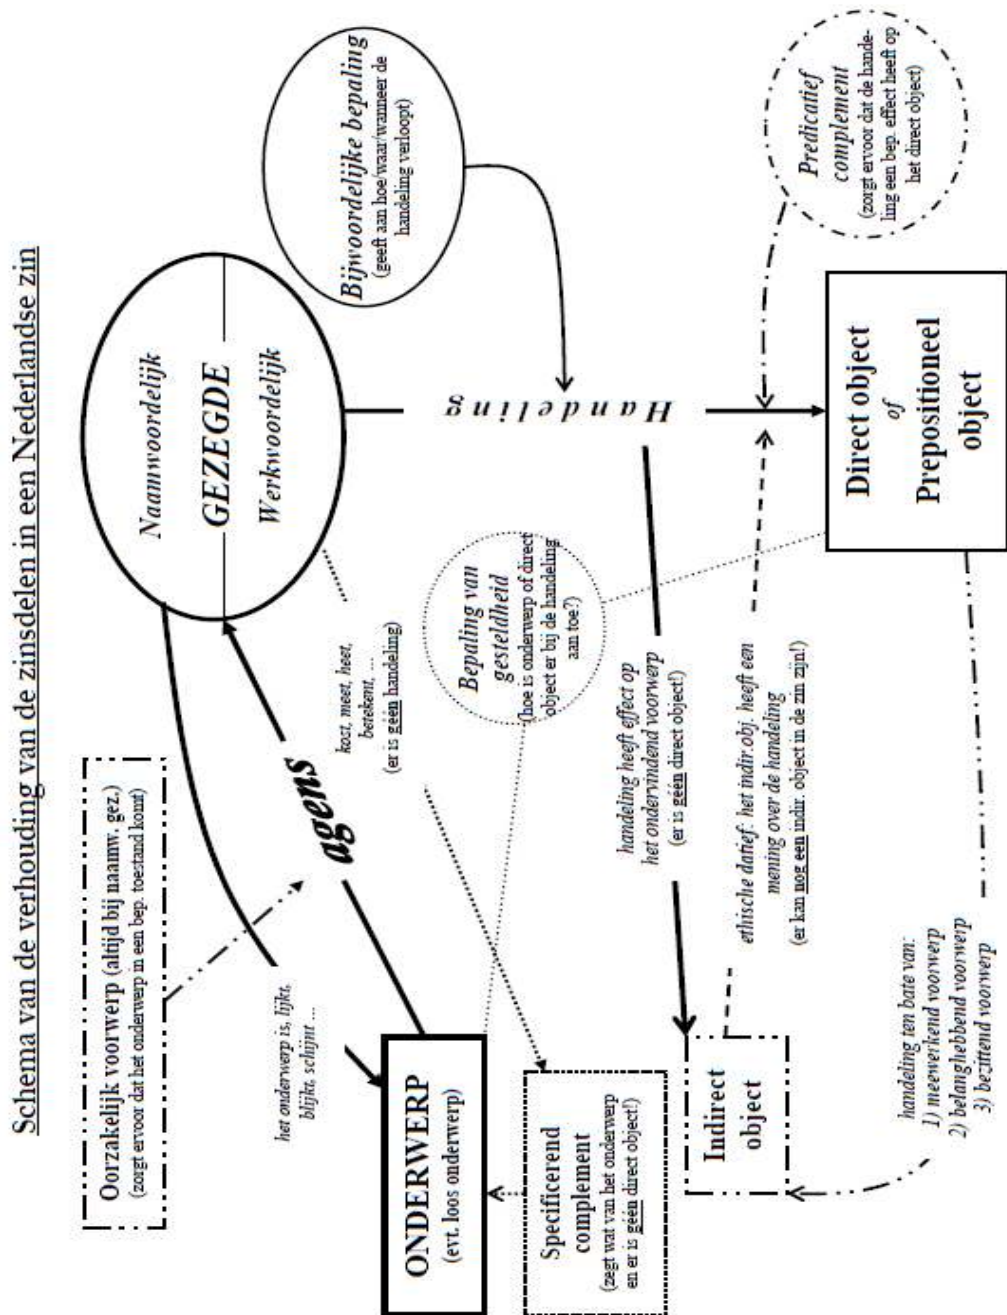 Schema van de verhouding van de zinsdelen in een Nederlandse zin
Oorzakelijk voorwerp (altijd bij naamw. gez.)
(zorgt ervoor dat het onderwerp in een bep. toestand komt)
Naamwoordelijk
GEZEGDE
Werkwoordelijk
het onderwerp is, lijkt,
blijkt, schijnt ...
agens
ONDERWERP
(evt. loos onderwerp)
kost, meet, heet,
betekent, ...
(er is géén handeling)
Bijwoordelijke bepaling
(geeft aan hoe/waar/wanneer de
handeling verloopt)
Specificerend
complement
(zegt wat van het onderwerp
en er is géén direct object!)
Bepaling van
gesteldheid
(hoe is onderwerp of direct
object er bij de handeling
aan toe?)
Handeling
handeling heeft effect op
het ondervindend voorwerp
(er is géén direct object!)
Indirect
object
ethische datief: het indir.obj. heeft een
mening over de handeling
(er kan nog een indir. object in de zin zijn!)
Predicatief
complement
(zorgt ervoor dat de hande-
ling een bep. effect heeft op
het direct object)
handeling ten bate van:
1) meewerkend voorwerp
2) belanghebbend voorwerp
3) bezittend voorwerp
Direct object
of
Prepositioneel
object